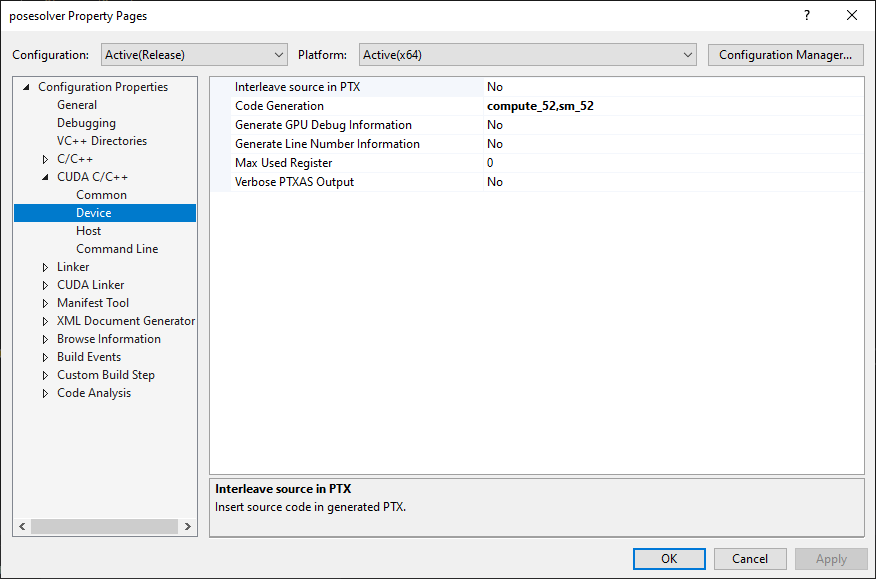 posesolver Property Pages
?
Configuration: Active(Release) Platform: Active(x64) Configuration Manager...
Configuration Properties
General
Debugging
VC++ Directories
C/C++
CUDA C/C++
Common
Device
Host
Command Line
Linker
CUDA Linker
Manifest Tool
XML Document Generator
Browse Information
Build Events
Custom Build Step
Code Analysis
Interleave source in PTX No
Code Generation compute_52,sm_52
Generate GPU Debug Information No
Generate Line Number Information No
Max Used Register 0
Verbose PTXAS Output No
Interleave source in PTX
Insert source code in generated PTX.
OK Cancel Apply